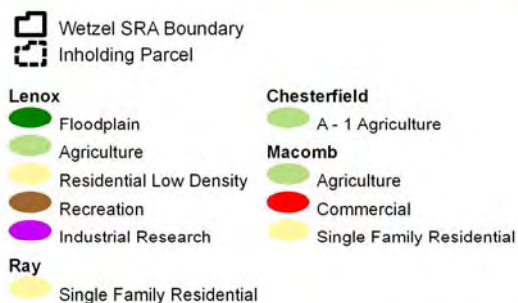 Wetzel SRA Boundary
Inholding Parcel
Lenox
Floodplain
Agriculture
Residential Low Density
Recreation
Industrial Research
Ray
Single Family Residential
Chesterfield
A - 1 Agriculture
Macomb
Agriculture
Commercial
Single Family Residential